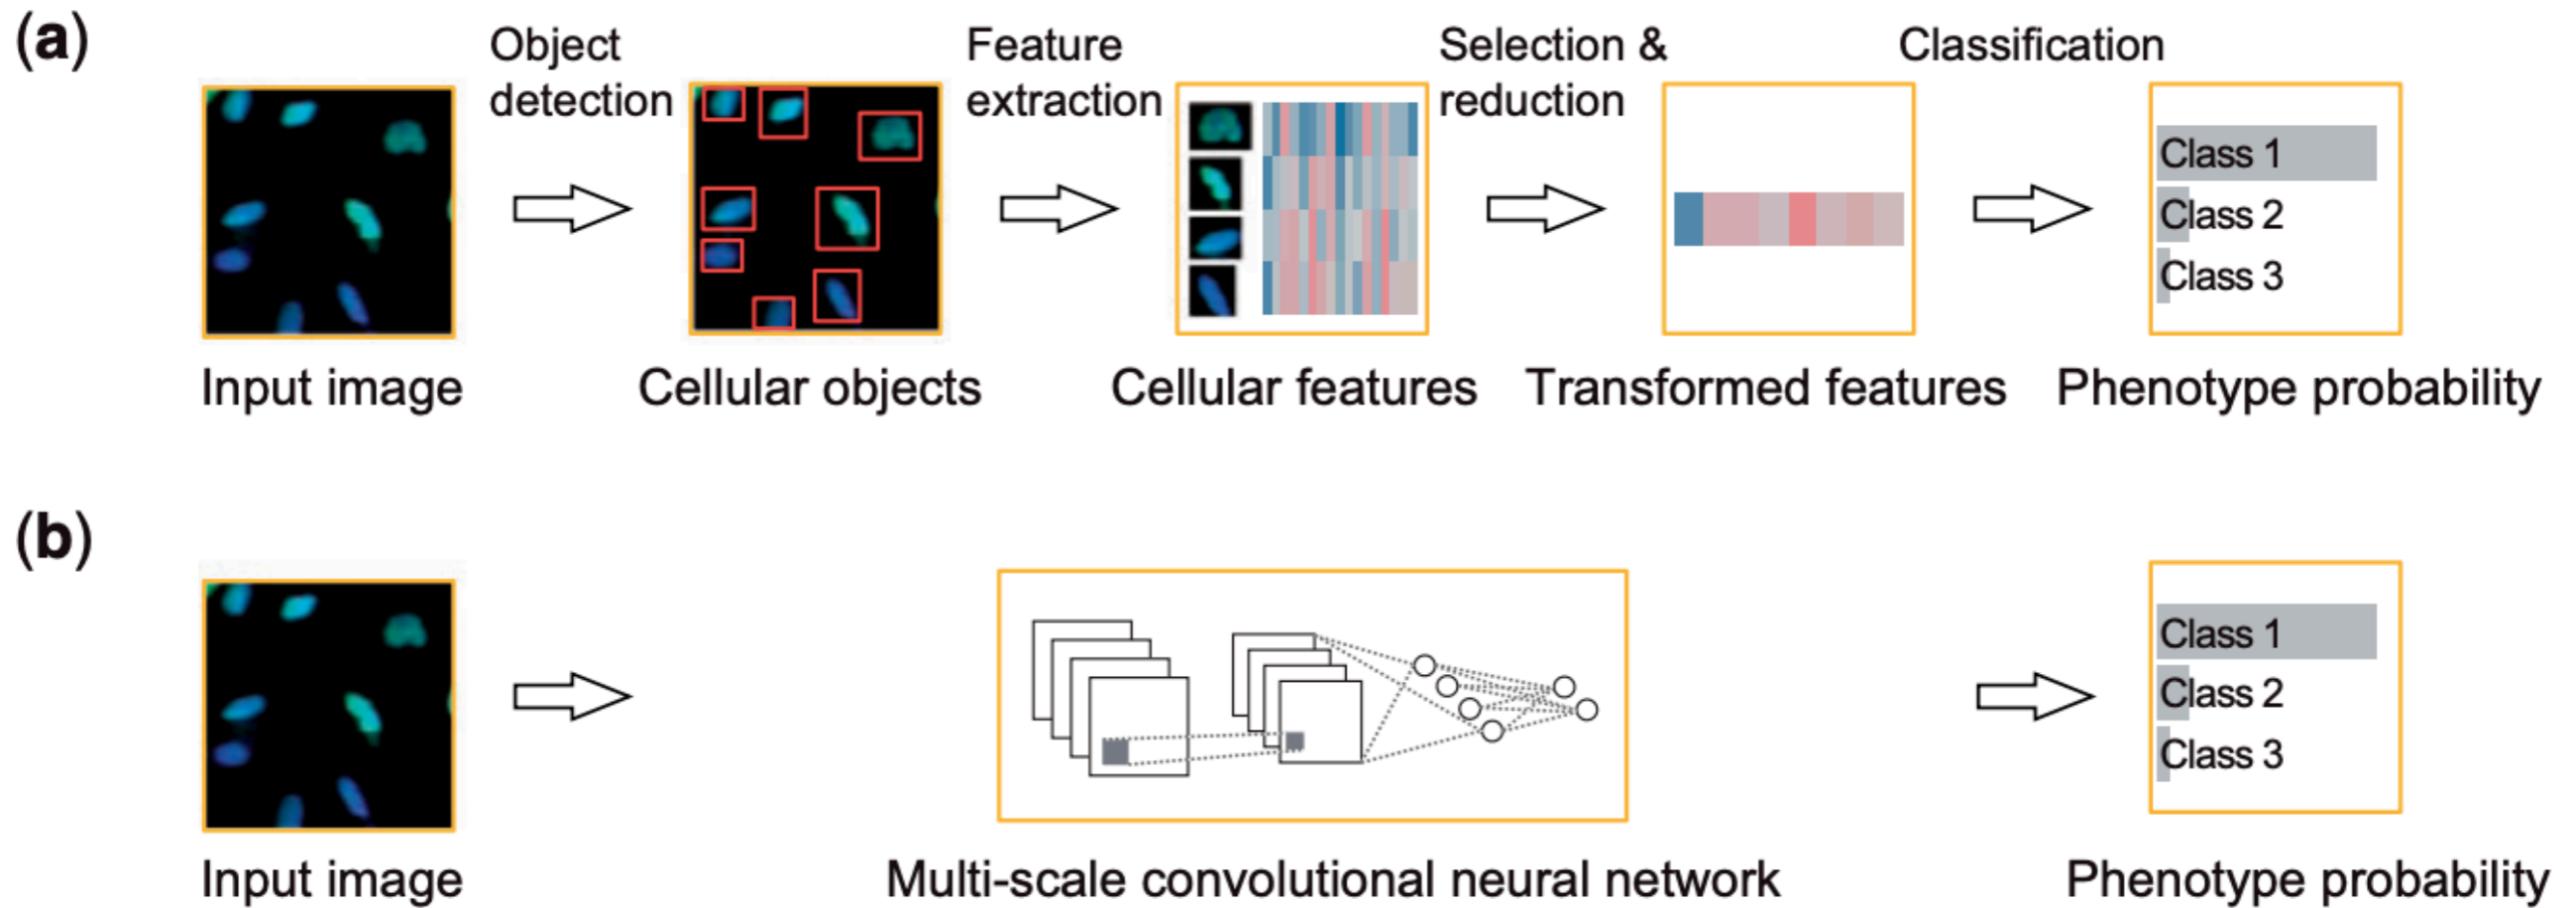 (a)
Object
detection
Feature
extraction
Selection &
reduction
Classification
Class 1
Class 2
Class 3
Input image
Cellular objects
Cellular features
Transformed features
Phenotype probability
(b)
Class 1
Class 2
Class 3
Input image
Multi-scale convolutional neural network
Phenotype probability